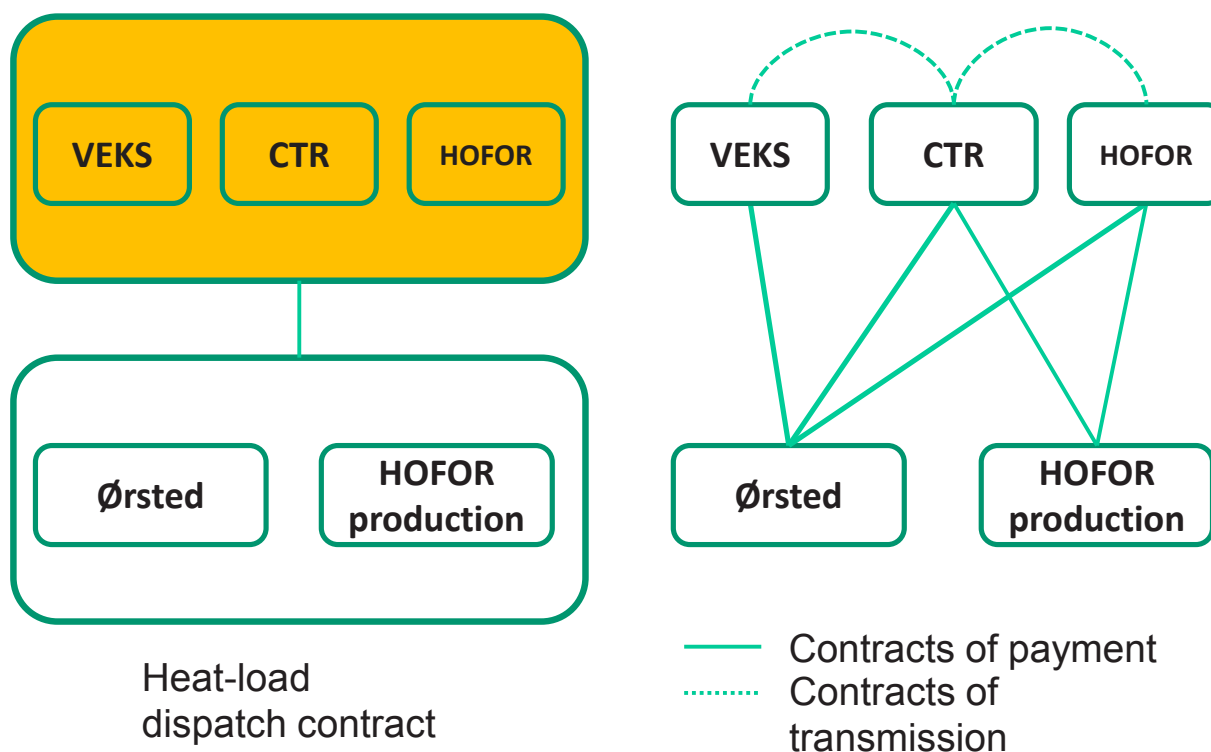 VEKS
CTR
HOFOR
Ørsted
HOFOR
production
Heat-load
dispatch contract
VEKS
CTR
HOFOR
Ørsted
HOFOR
production
Contracts of payment
Contracts of
transmission